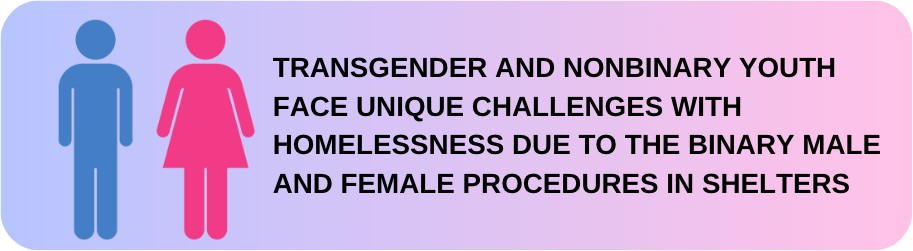 TRANSGENDER AND NONBINARY YOUTH
FACE UNIQUE CHALLENGES WITH
HOMELESSNESS DUE TO THE BINARY MALE
AND FEMALE PROCEDURES IN SHELTERS